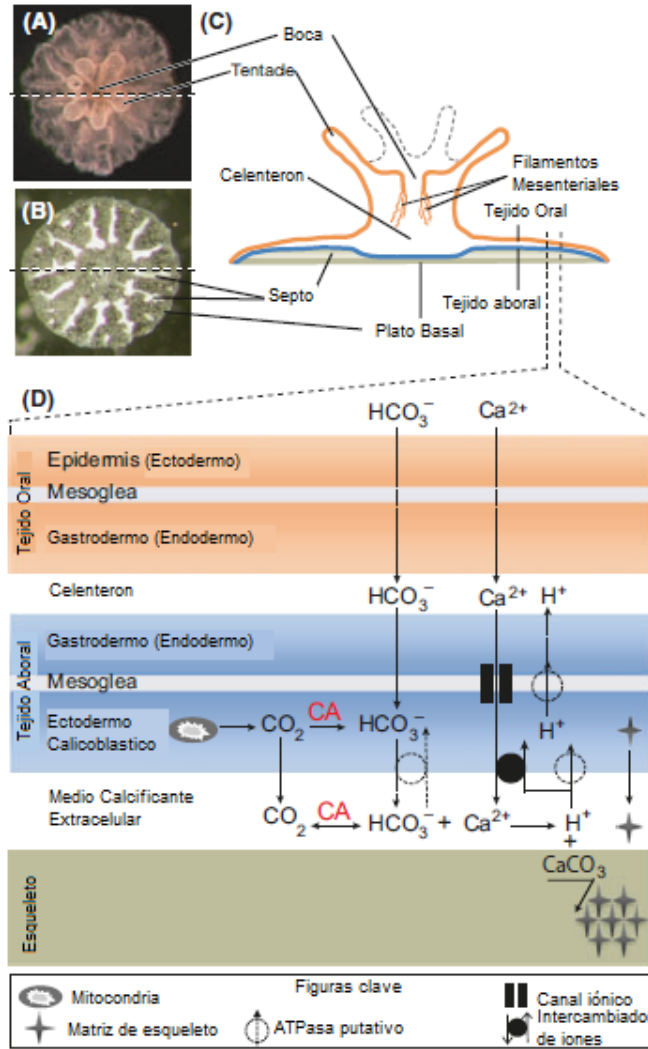 (A)
(C)
Boca
Tentacle
Celenteron
Filamentos
Mesenteriales
Tejido Oral
(B)
Septo
Tejido aboral
Plato Basal
(D)
HCO₃⁻ Ca²⁺
Tejido Oral
Epidermis (Ectodermo)
Mesoglea
Gastrodermo (Endodermo)
Celenteron HCO₃⁻ Ca²⁺ H⁺
Tejido Aboral
Gastrodermo (Endodermo)
Mesoglea
Ectodermo
Calicoblastico
CO₂ CA HCO₃⁻ H⁺
Medio Calcificante
Extracelular
CO₂ CA HCO₃⁻ + Ca²⁺ H⁺
+
CaCO₃
Esqueleto
Figuras clave
Mitocondria
Canal iónico
Matriz de esqueleto
ATPasa putativo
Intercambiado
de iones